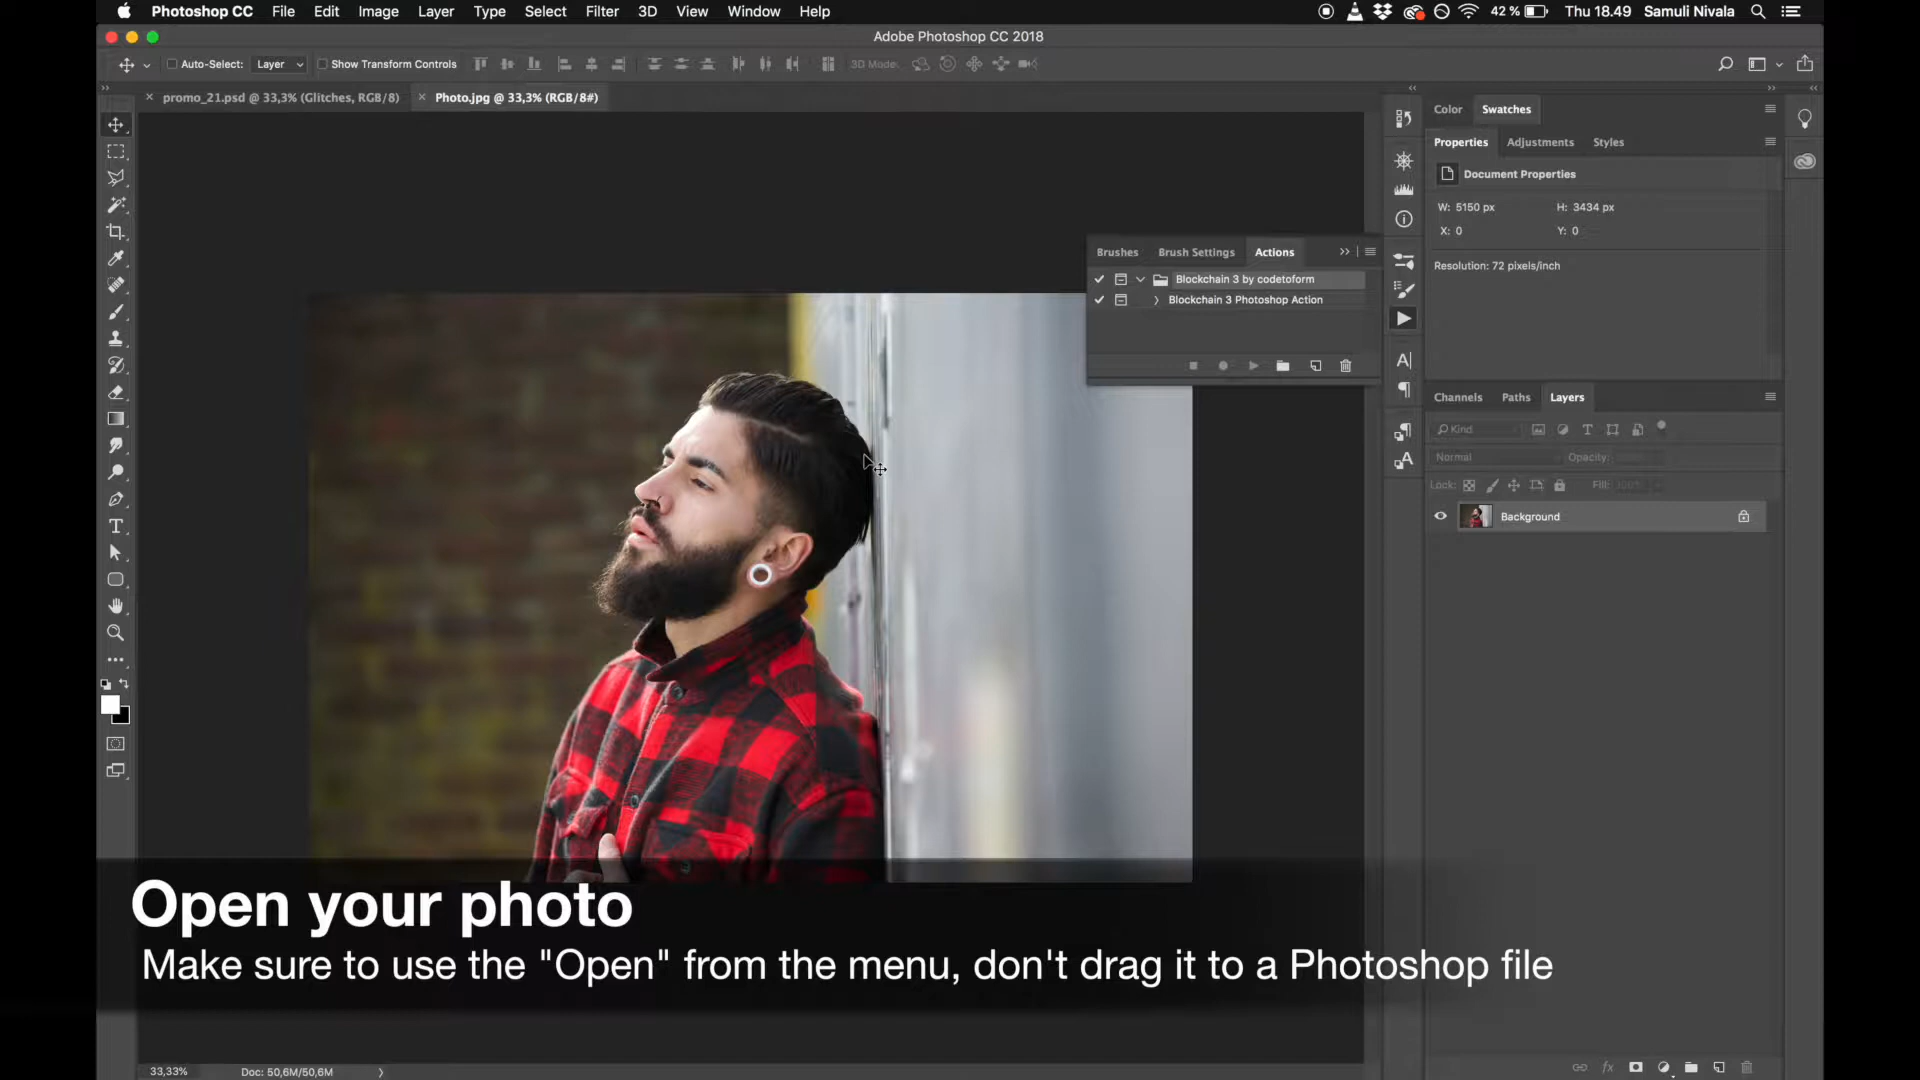 Photoshop CC File Edit Image Layer Type Select Filter 3D View Window Help 42 % Thu 18.49 Samuli Nivala
Adobe Photoshop CC 2018
Auto-Select: Layer Show Transform Controls 3D Mode:
promo_21.psd @ 33,3% (Glitches, RGB/8) Photo.jpg @ 33,3% (RGB/8#)
Color Swatches
Properties Adjustments Styles
Document Properties
W: 5150 px H: 3434 px
X: 0 Y: 0
Resolution: 72 pixels/inch
Brushes Brush Settings Actions
Blockchain 3 by codetoform
Blockchain 3 Photoshop Action
Channels Paths Layers
Kind
Normal Opacity:
Lock: Fill: 100%
Background
Open your photo
Make sure to use the "Open" from the menu, don't drag it to a Photoshop file
33,33% Doc: 50,6M/50,6M